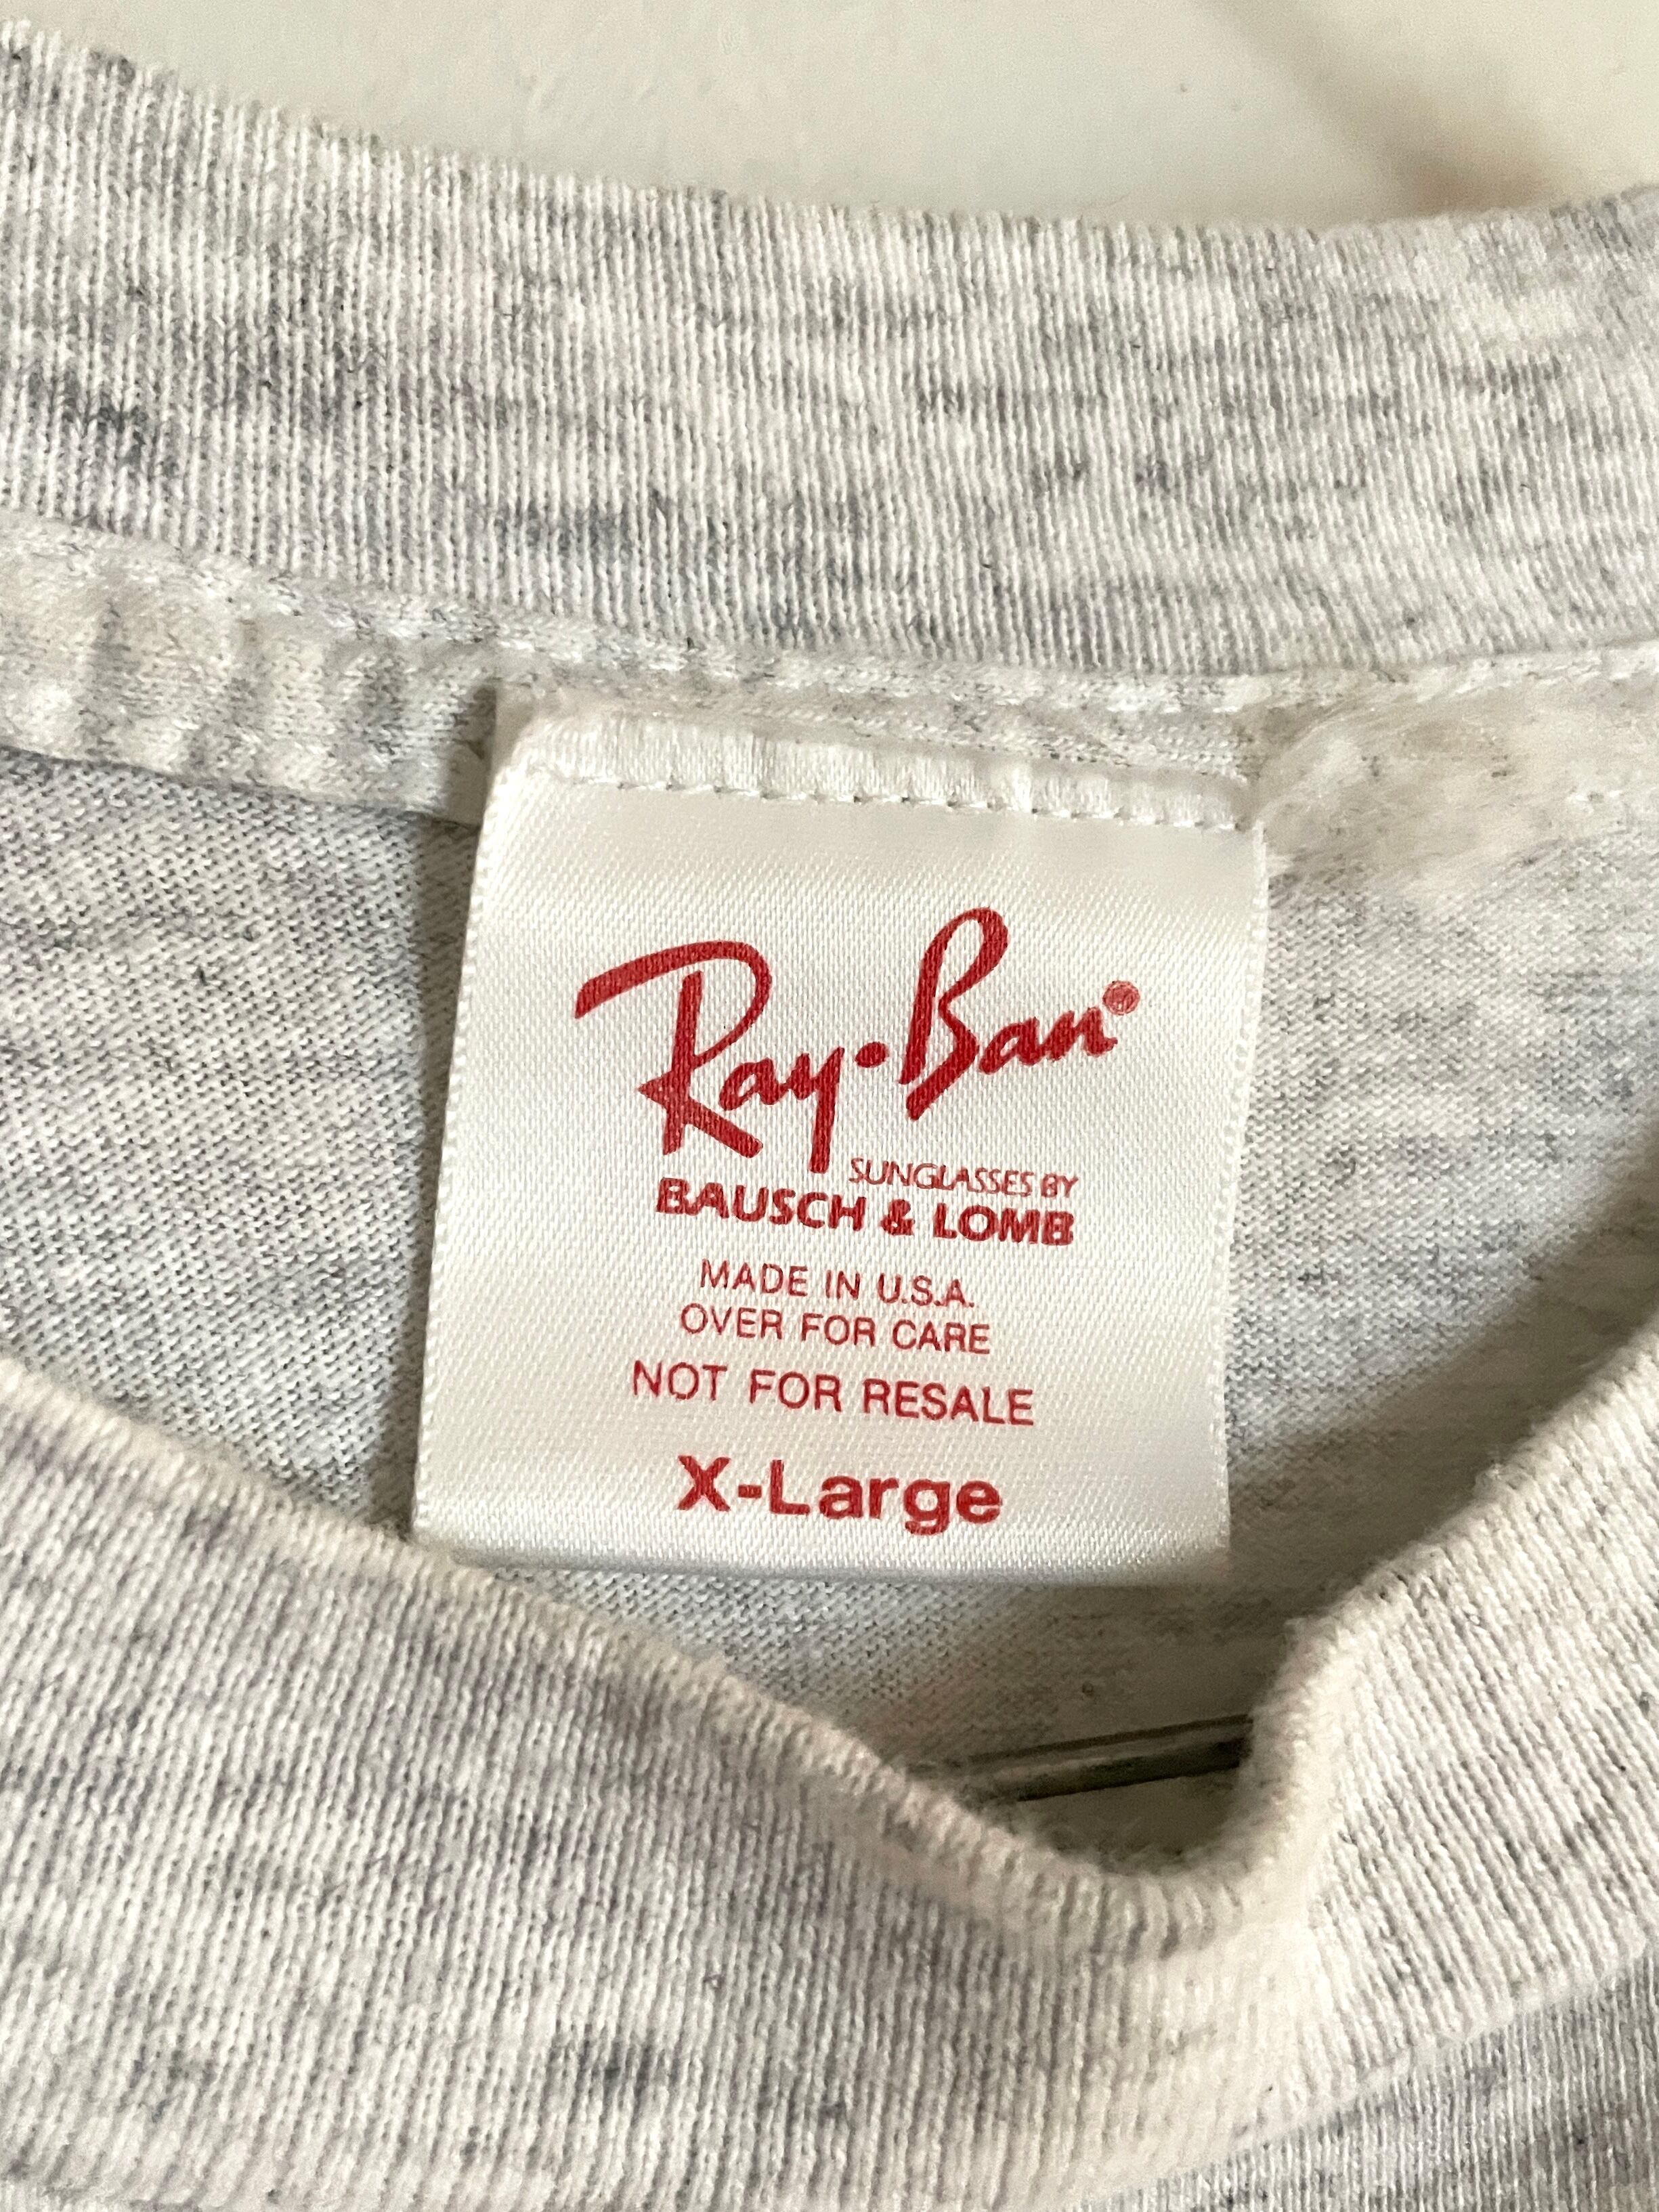 Ray-Ban®
SUNGLASSES BY
BAUSCH & LOMB
MADE IN U.S.A.
OVER FOR CARE
NOT FOR RESALE
X-Large